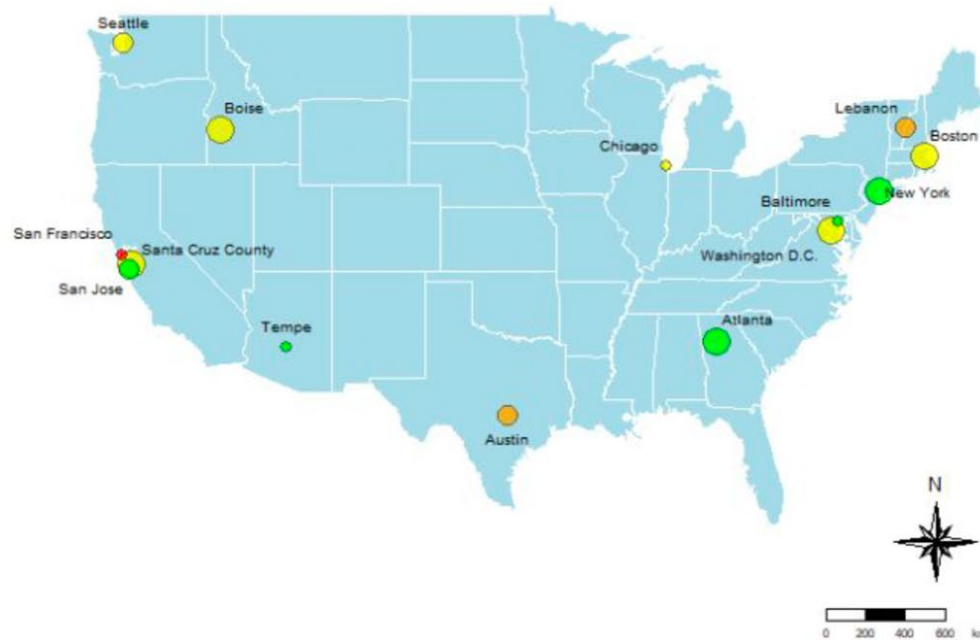 Seattle
Boise
Lebanon
Boston
Chicago
New York
Baltimore
San Francisco
Santa Cruz County
Washington D.C.
San Jose
Tempe
Atlanta
Austin
N
0 200 400 600